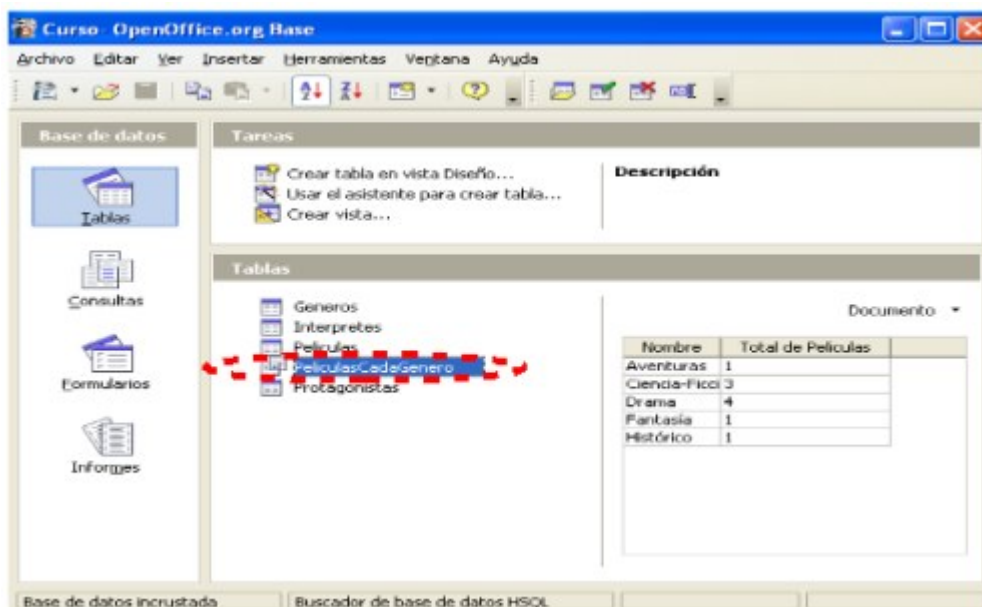 Curso- OpenOffice.org Base
Archivo Editar Ver Insertar Herramientas Ventana Ayuda
Base de datos
Tareas
Tablas
Crear tabla en vista Diseño...
Usar el asistente para crear tabla...
Crear vista...
Descripción
Consultas
Formularios
Informes
Tablas
Generos
Interpretes
Peliculas
PeliculasCadaGenero
Protagonistas
Documento
Nombre Total de Peliculas
Aventuras 1
Ciencia-Ficci 3
Drama 4
Fantasía 1
Histórico 1
Base de datos incrustada Buscador de base de datos HSQL